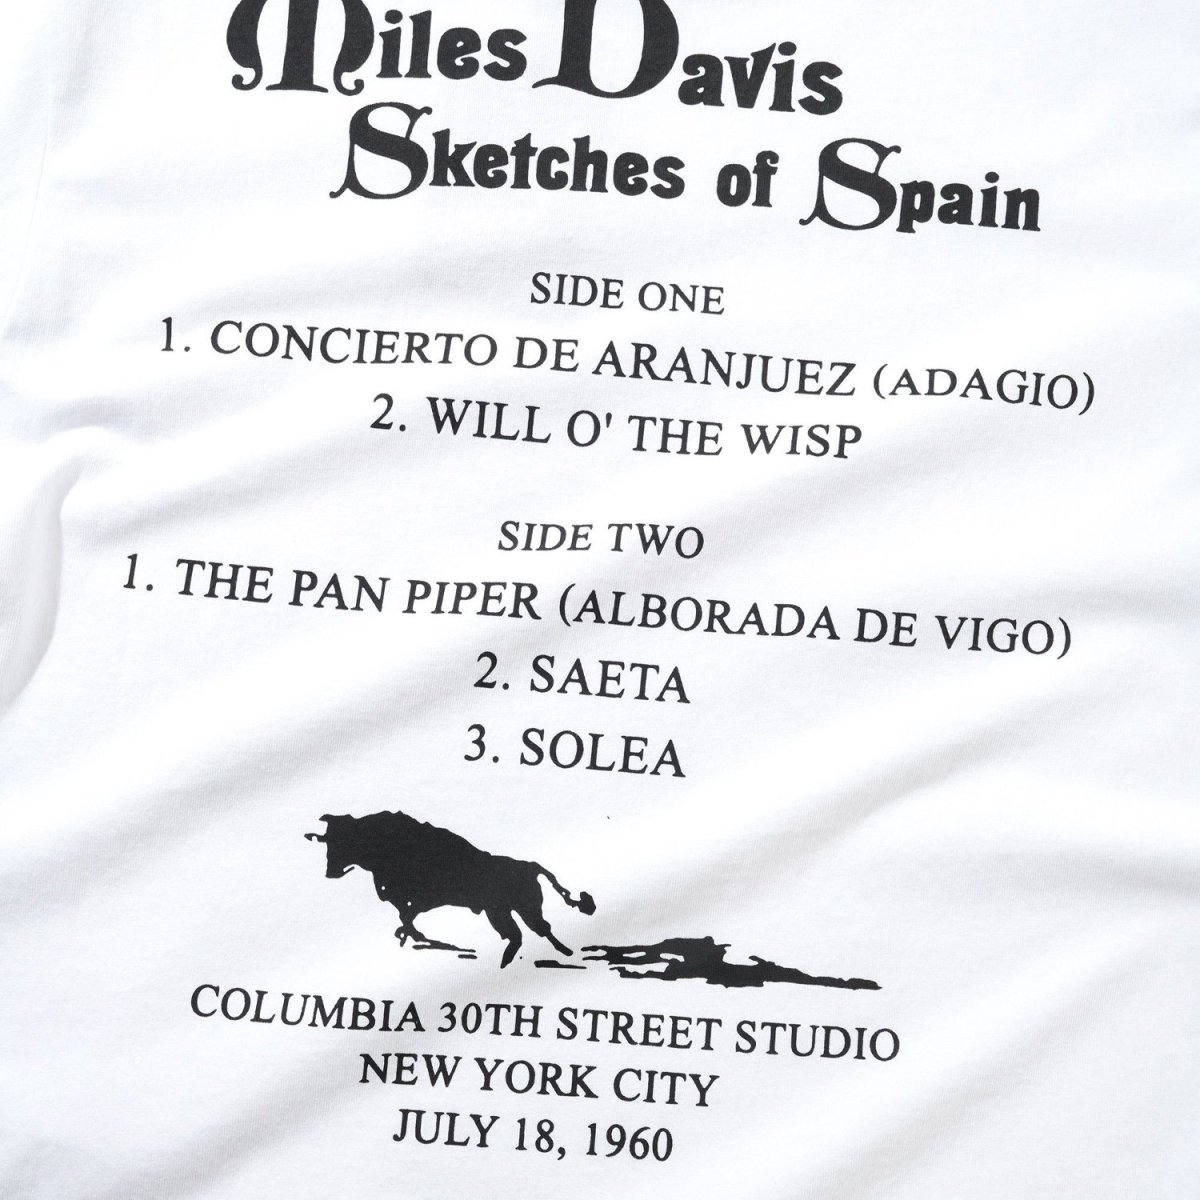 Miles Davis
Sketches of Spain
SIDE ONE
1. CONCIERTO DE ARANJUEZ (ADAGIO)
2. WILL O' THE WISP
SIDE TWO
1. THE PAN PIPER (ALBORADA DE VIGO)
2. SAETA
3. SOLEA
COLUMBIA 30TH STREET STUDIO
NEW YORK CITY
JULY 18, 1960